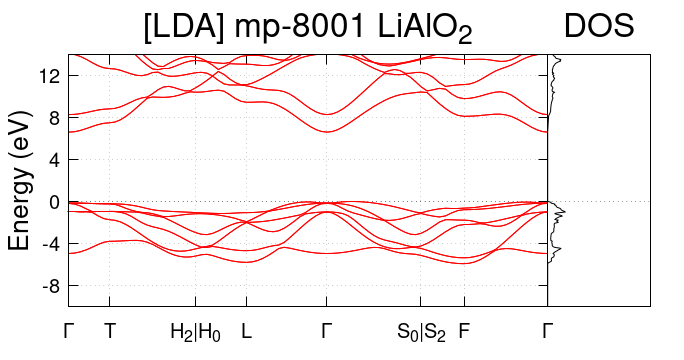 [LDA] mp-8001 LiAlO₂ DOS
Energy (eV)
12
8
4
0
-4
-8
Γ T H₂|H₀ L Γ S₀|S₂ F Γ